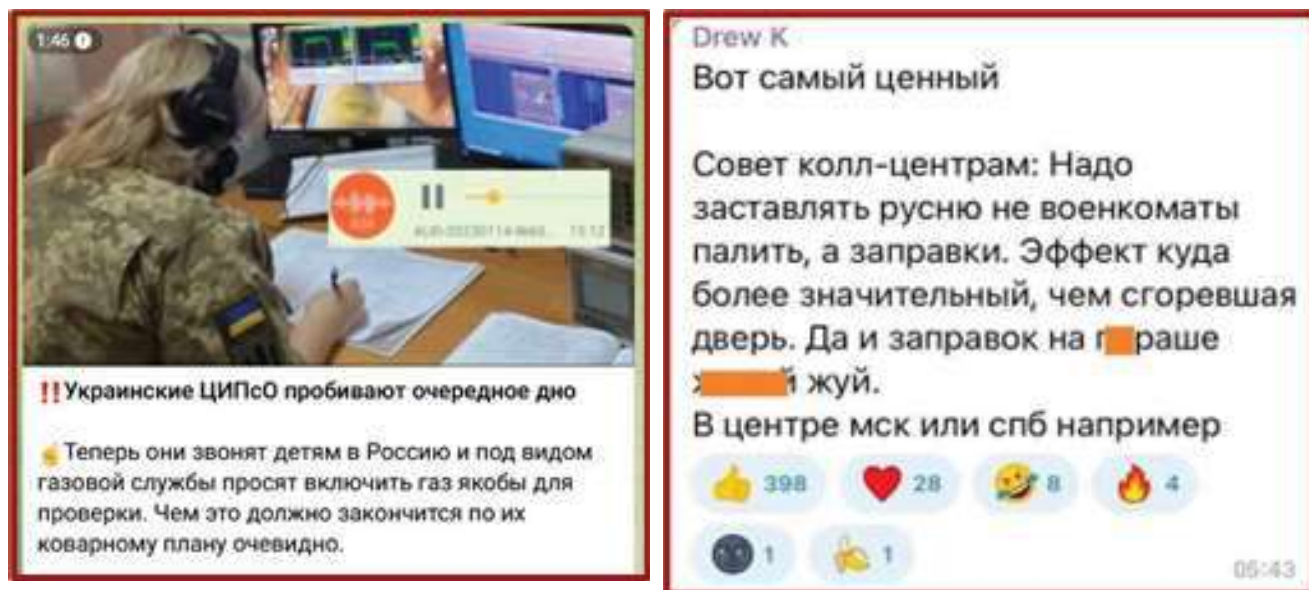 1:46
15:12
‼Украинские ЦИПсО пробивают очередное дно
Теперь они звонят детям в Россию и под видом
газовой службы просят включить газ якобы для
проверки. Чем это должно закончится по их
коварному плану очевидно.
Drew K
Вот самый ценный
Совет колл-центрам: Надо
заставлять русню не военкоматы
палить, а заправки. Эффект куда
более значительный, чем сгоревшая
дверь. Да и заправок на
жуй.
В центре мск или спб например
398 28 8 4
1 1
05:43